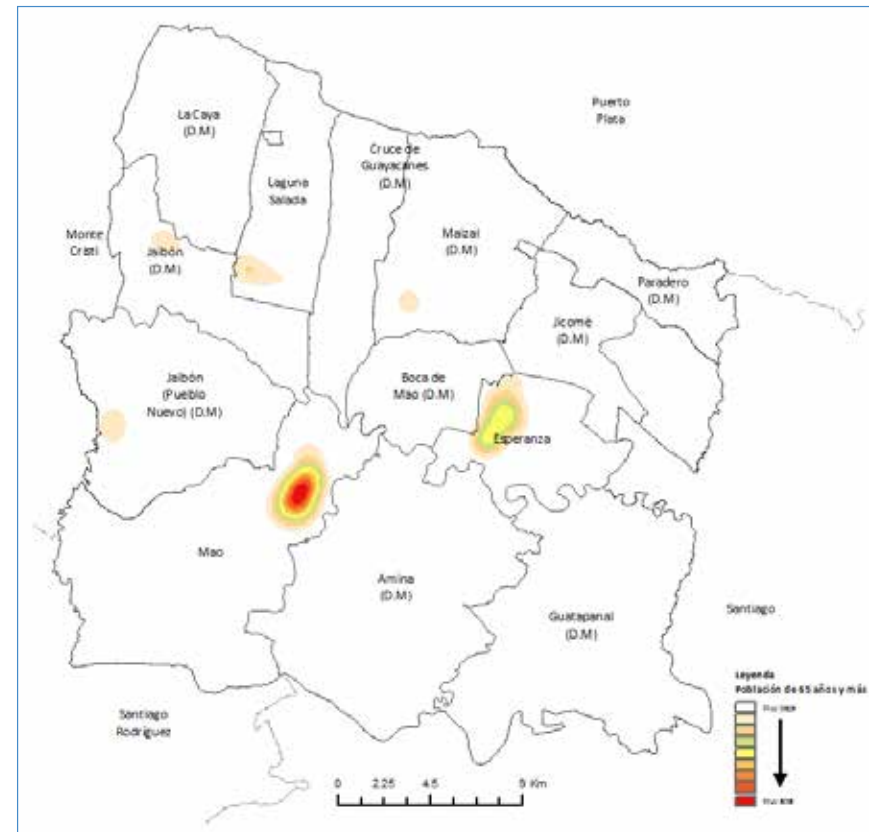 Puerto
Plata
La Caya
(D.M)
Cruce de
Guayacanes
(D.M)
Laguna
Salada
Maizal
(D.M)
Monte
Cristi
Jaibón
(D.M)
Paradero
(D.M)
Jicomé
(D.M)
Jaibón
(Pueblo
Nuevo) (D.M)
Boca de
Mao (D.M)
Esperanza
Mao
Amina
(D.M)
Guatapanal
(D.M)
Santiago
Santiago
Rodríguez
Leyenda
Población de 65 años y más
0 2.25 4.5 9 Km